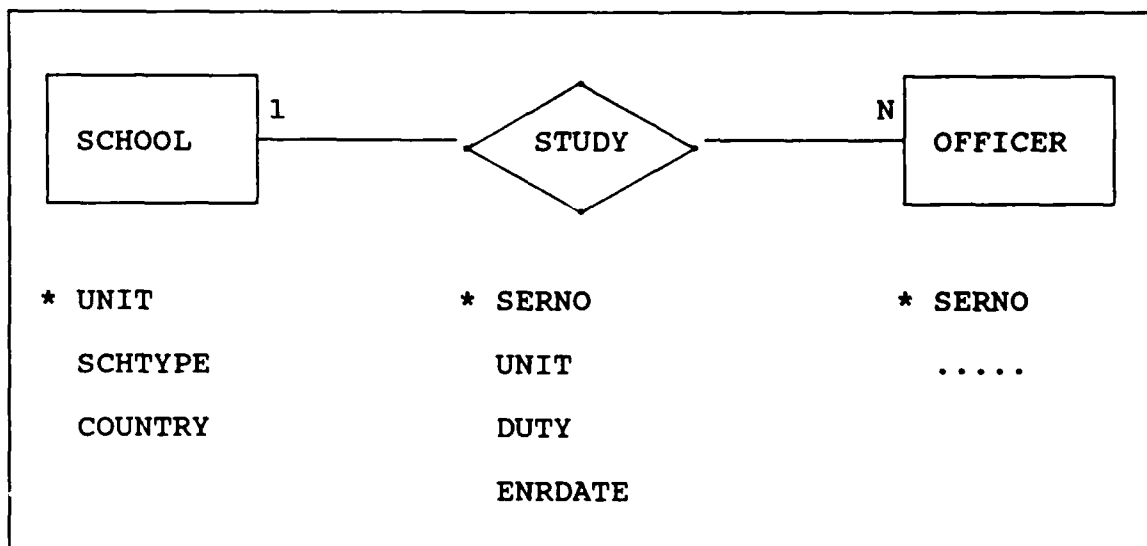 1 N
SCHOOL STUDY OFFICER
* UNIT * SERNO * SERNO
SCHTYPE UNIT .....
COUNTRY DUTY
ENRDATE